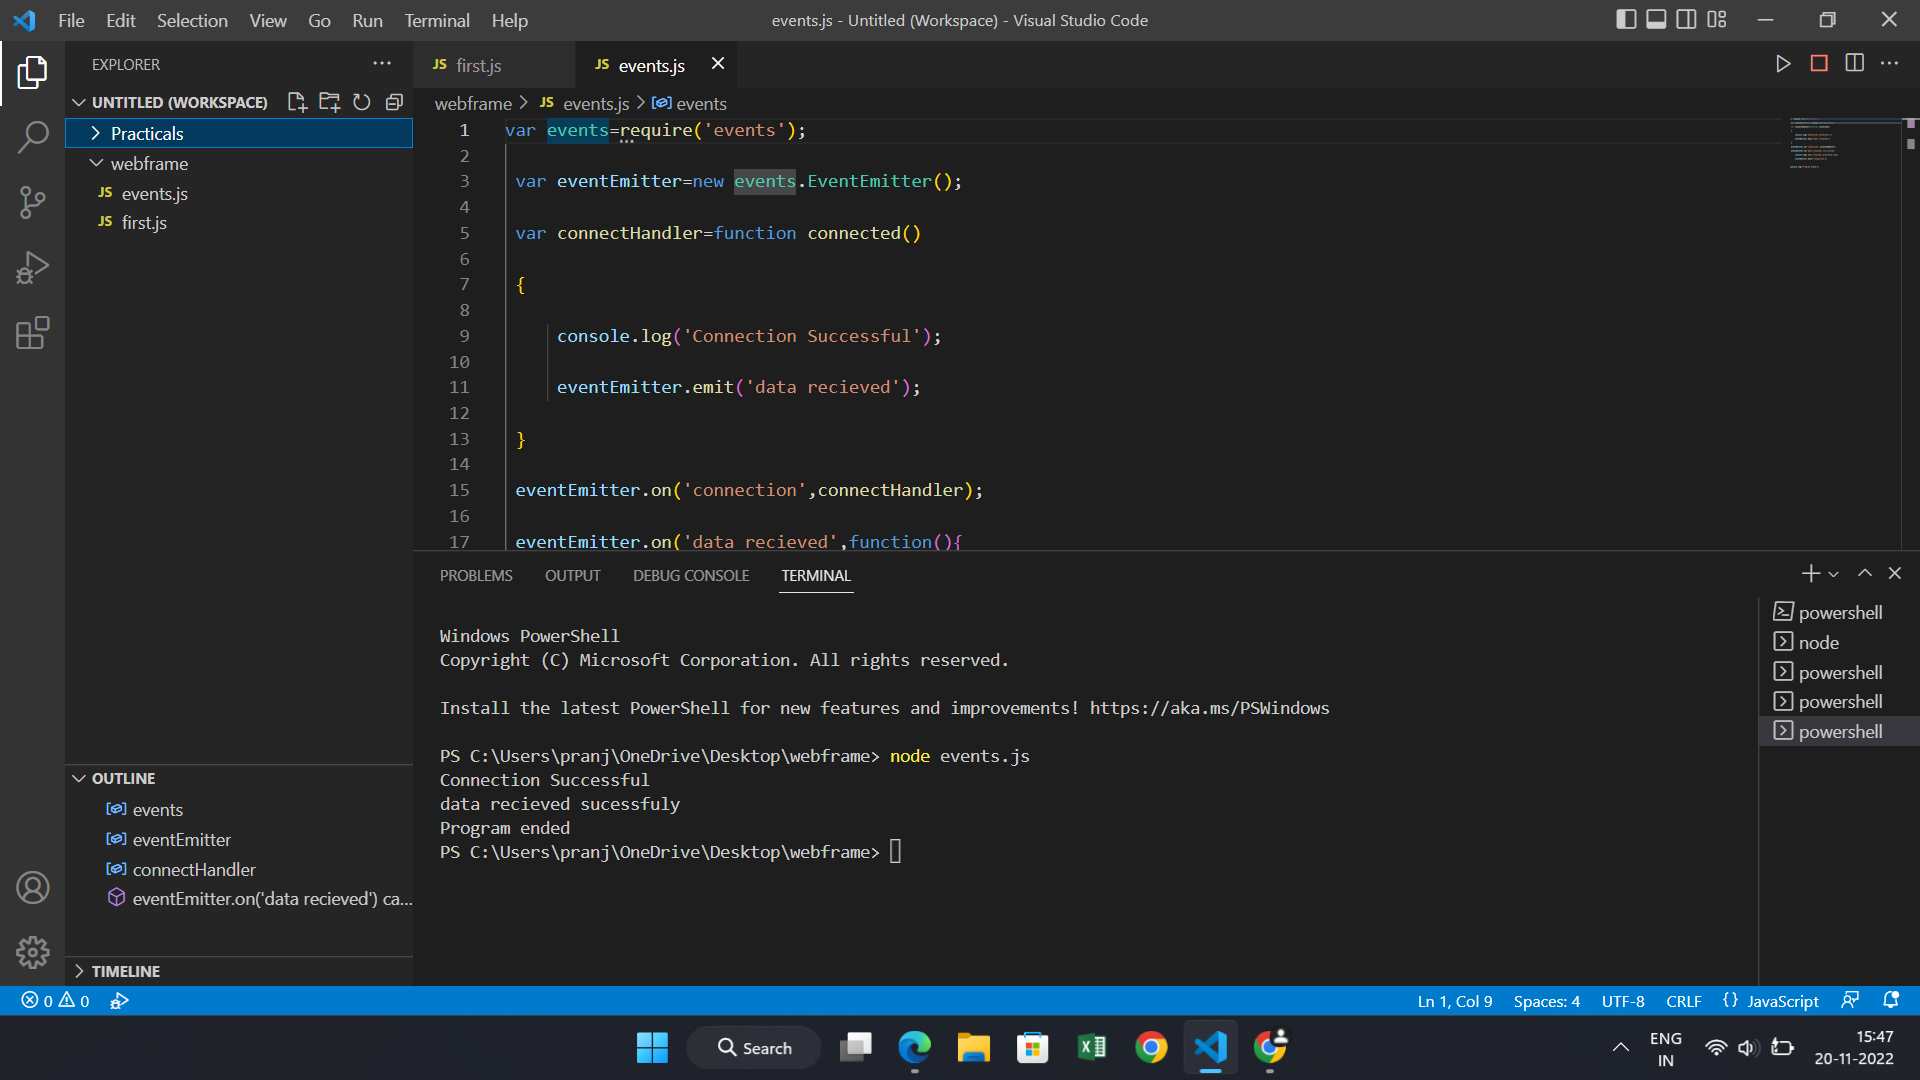 File Edit Selection View Go Run Terminal Help
events.js - Untitled (Workspace) - Visual Studio Code
EXPLORER
UNTITLED (WORKSPACE)
Practicals
webframe
JS events.js
JS first.js
OUTLINE
events
eventEmitter
connectHandler
eventEmitter.on('data recieved') ca...
TIMELINE
JS first.js
JS events.js
webframe > JS events.js > events
1 var events=require('events');
2
3 var eventEmitter=new events.EventEmitter();
4
5 var connectHandler=function connected()
6
7 {
8
9 console.log('Connection Successful');
10
11 eventEmitter.emit('data recieved');
12
13 }
14
15 eventEmitter.on('connection',connectHandler);
16
17 eventEmitter.on('data recieved',function(){
PROBLEMS OUTPUT DEBUG CONSOLE TERMINAL
Windows PowerShell
Copyright (C) Microsoft Corporation. All rights reserved.
Install the latest PowerShell for new features and improvements! https://aka.ms/PSWindows
PS C:\Users\pranj\OneDrive\Desktop\webframe> node events.js
Connection Successful
data recieved sucessfuly
Program ended
PS C:\Users\pranj\OneDrive\Desktop\webframe>
powershell
node
powershell
powershell
powershell
0 0
Ln 1, Col 9 Spaces: 4 UTF-8 CRLF {} JavaScript
Search
ENG
IN
15:47
20-11-2022